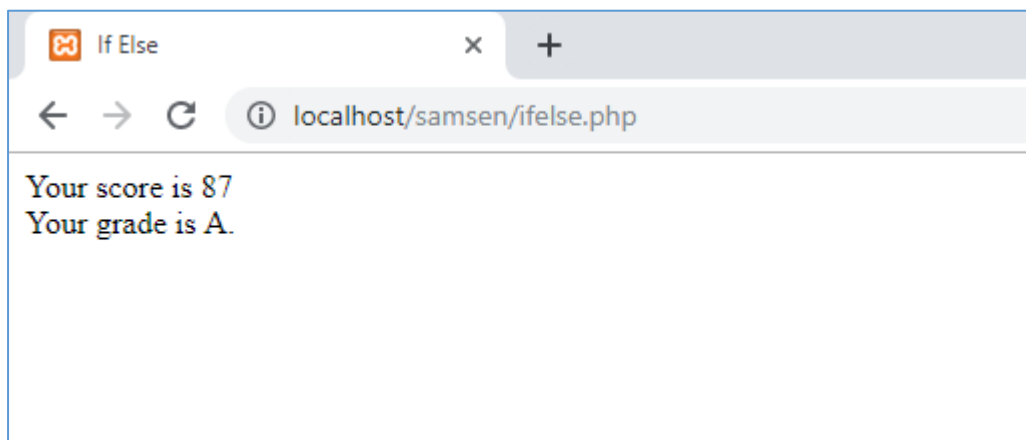 If Else
localhost/samsen/ifelse.php
Your score is 87
Your grade is A.